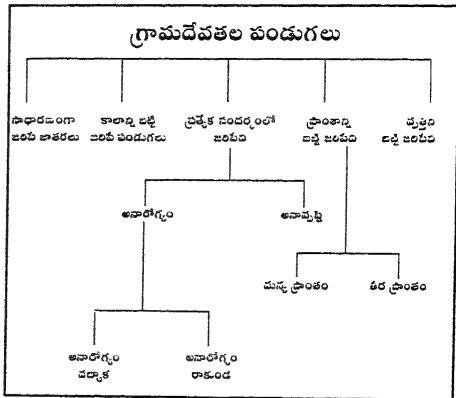 గ్రామదేవతల పండుగలు
సాధారణంగా
జరిపే జాతరలు
కాలాన్ని బట్టి
జరిపే పండుగలు
ప్రత్యేక సందర్భంలో
జరిపేవి
ప్రాంతాన్ని
బట్టి జరిపేవి
వృత్తిని
బట్టి జరిపేవి
అనారోగ్యం
అనావృష్టి
మన్య ప్రాంతం
తీర ప్రాంతం
అనారోగ్యం
వచ్చాక
అనారోగ్యం
రాకుండ